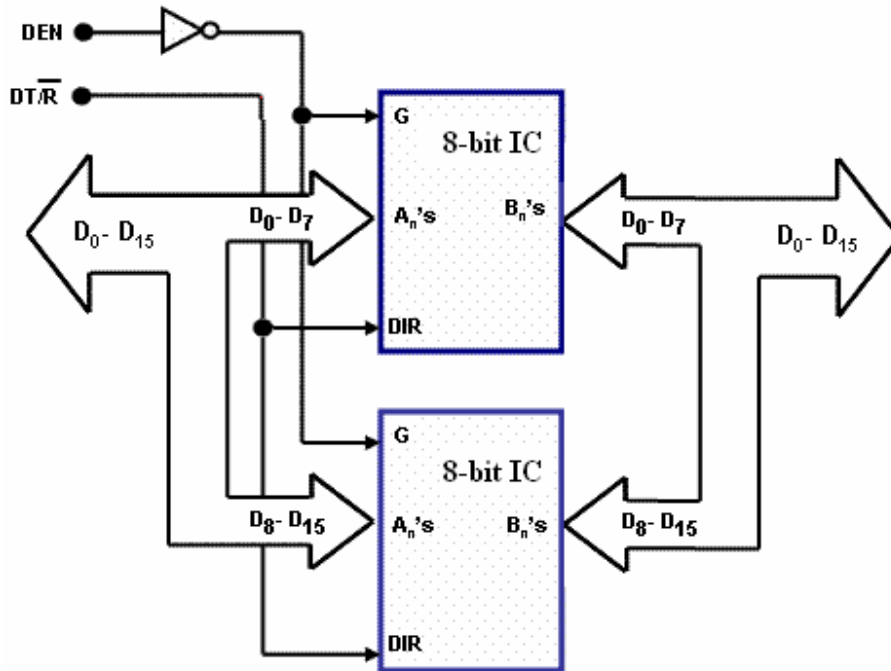 DEN
DT/R̅
G
8-bit IC
D₀- D₁₅
D₀- D₇
Aₙ's
Bₙ's
D₀- D₇
D₀- D₁₅
DIR
G
8-bit IC
D₈- D₁₅
Aₙ's
Bₙ's
D₈- D₁₅
DIR